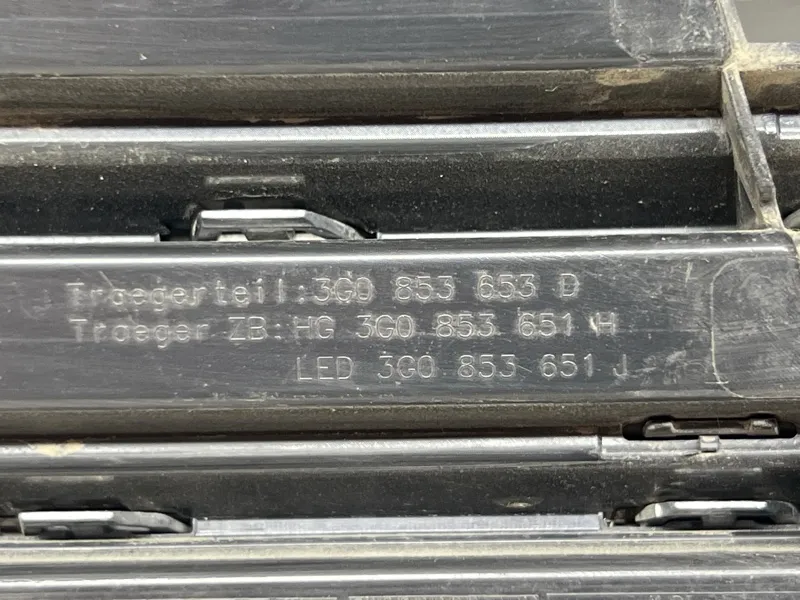 Traegerteil:3G0 853 653 D
Traeger ZB:HG 3G0 853 651 H
LED 3G0 853 651 J